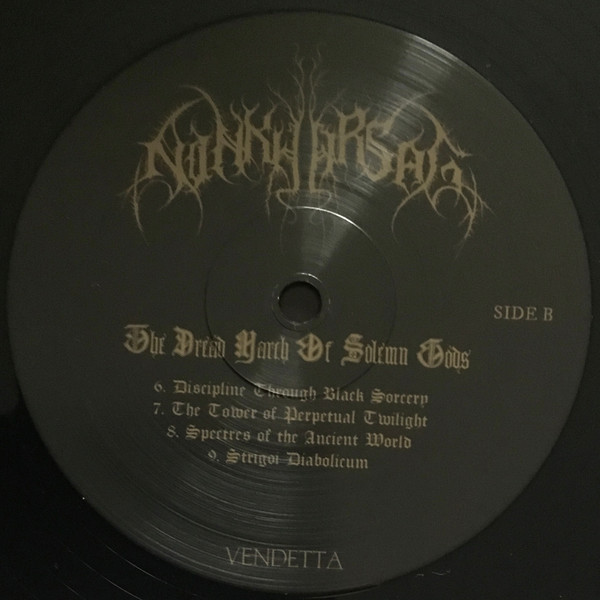 NINKHARSAG
SIDE B
The Dread March Of Solemn Gods
6. Discipline Through Black Sorcery
7. The Tower of Perpetual Twilight
8. Spectres of the Ancient World
9. Strigoi Diabolicum
VENDETTA